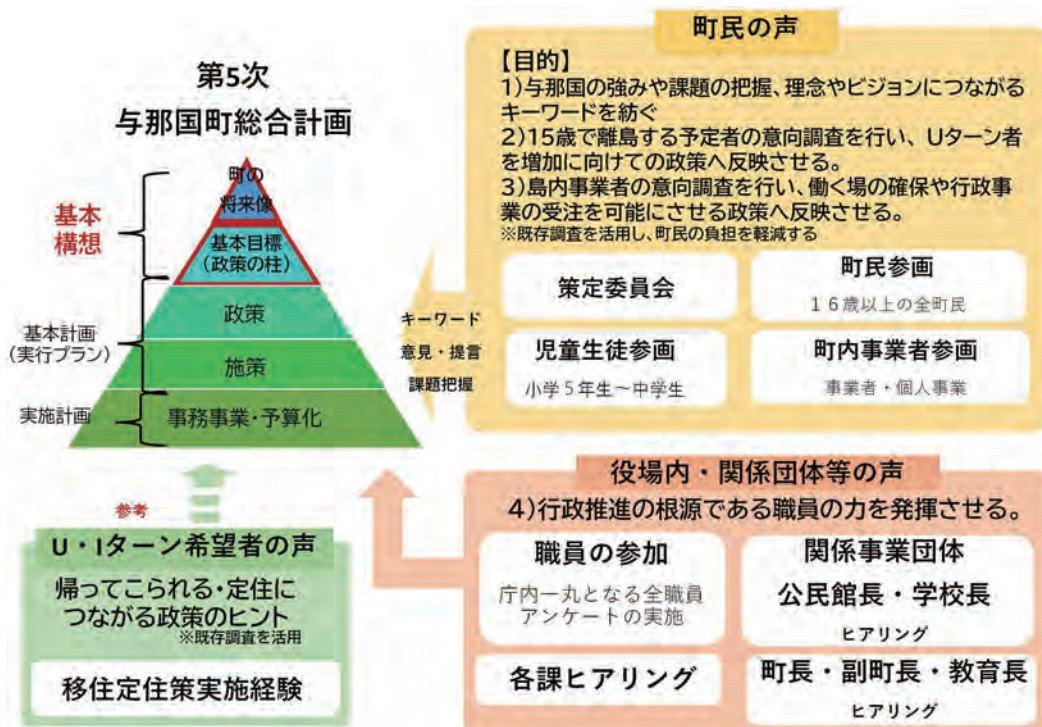 第5次
与那国町総合計画
町の
将来像
基本目標
(政策の柱)
政策
施策
事務事業・予算化
基本
構想
基本計画
(実行プラン)
実施計画
町民の声
【目的】
1)与那国の強みや課題の把握、理念やビジョンにつながる
キーワードを紡ぐ
2)15歳で離島する予定者の意向調査を行い、Uターン者
を増加に向けての政策へ反映させる。
3)島内事業者の意向調査を行い、働く場の確保や行政事
業の受注を可能にさせる政策へ反映させる。
※既存調査を活用し、町民の負担を軽減する
策定委員会
町民参画
16歳以上の全町民
児童生徒参画
小学5年生～中学生
町内事業者参画
事業者・個人事業
キーワード
意見・提言
課題把握
参考
U・Iターン希望者の声
帰ってこられる・定住に
つながる政策のヒント
※既存調査を活用
移住定住策実施経験
役場内・関係団体等の声
4)行政推進の根源である職員の力を発揮させる。
職員の参加
庁内一丸となる全職員
アンケートの実施
関係事業団体
公民館長・学校長
ヒアリング
各課ヒアリング
町長・副町長・教育長
ヒアリング